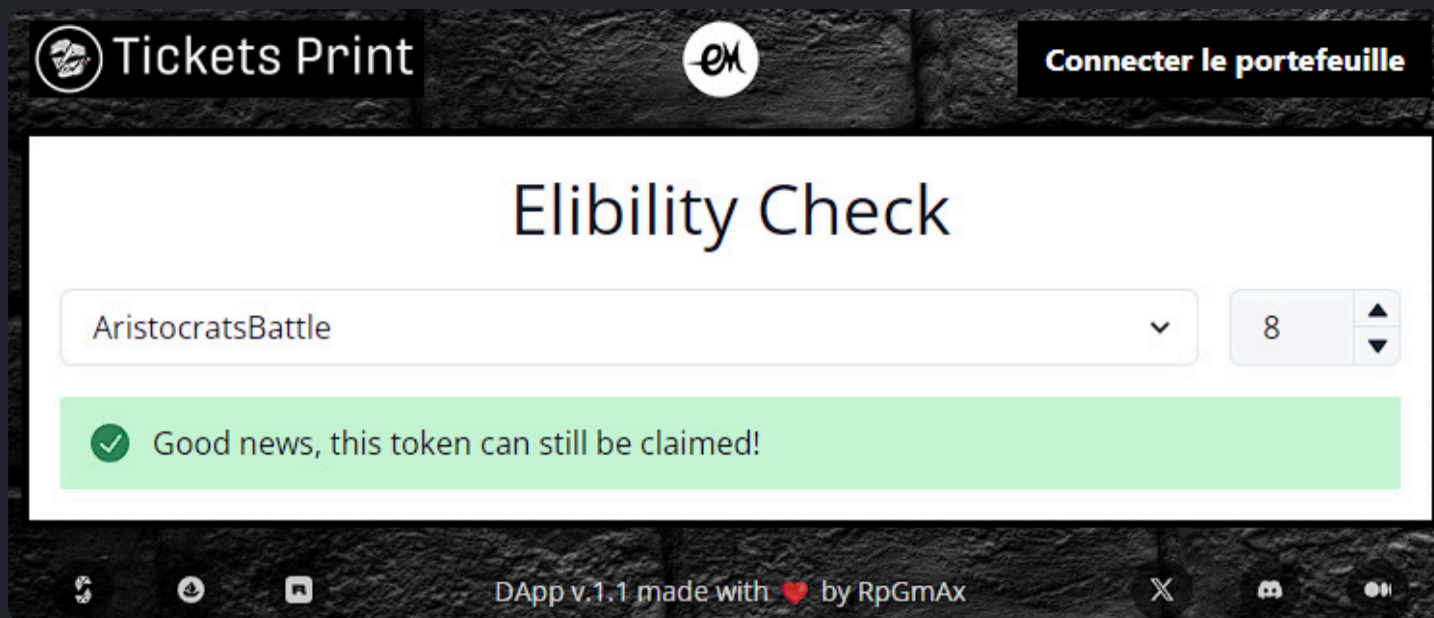 Tickets Print
eM
Connecter le portefeuille
Elibility Check
AristocratsBattle
8
Good news, this token can still be claimed!
DApp v.1.1 made with ❤️ by RpGmAx